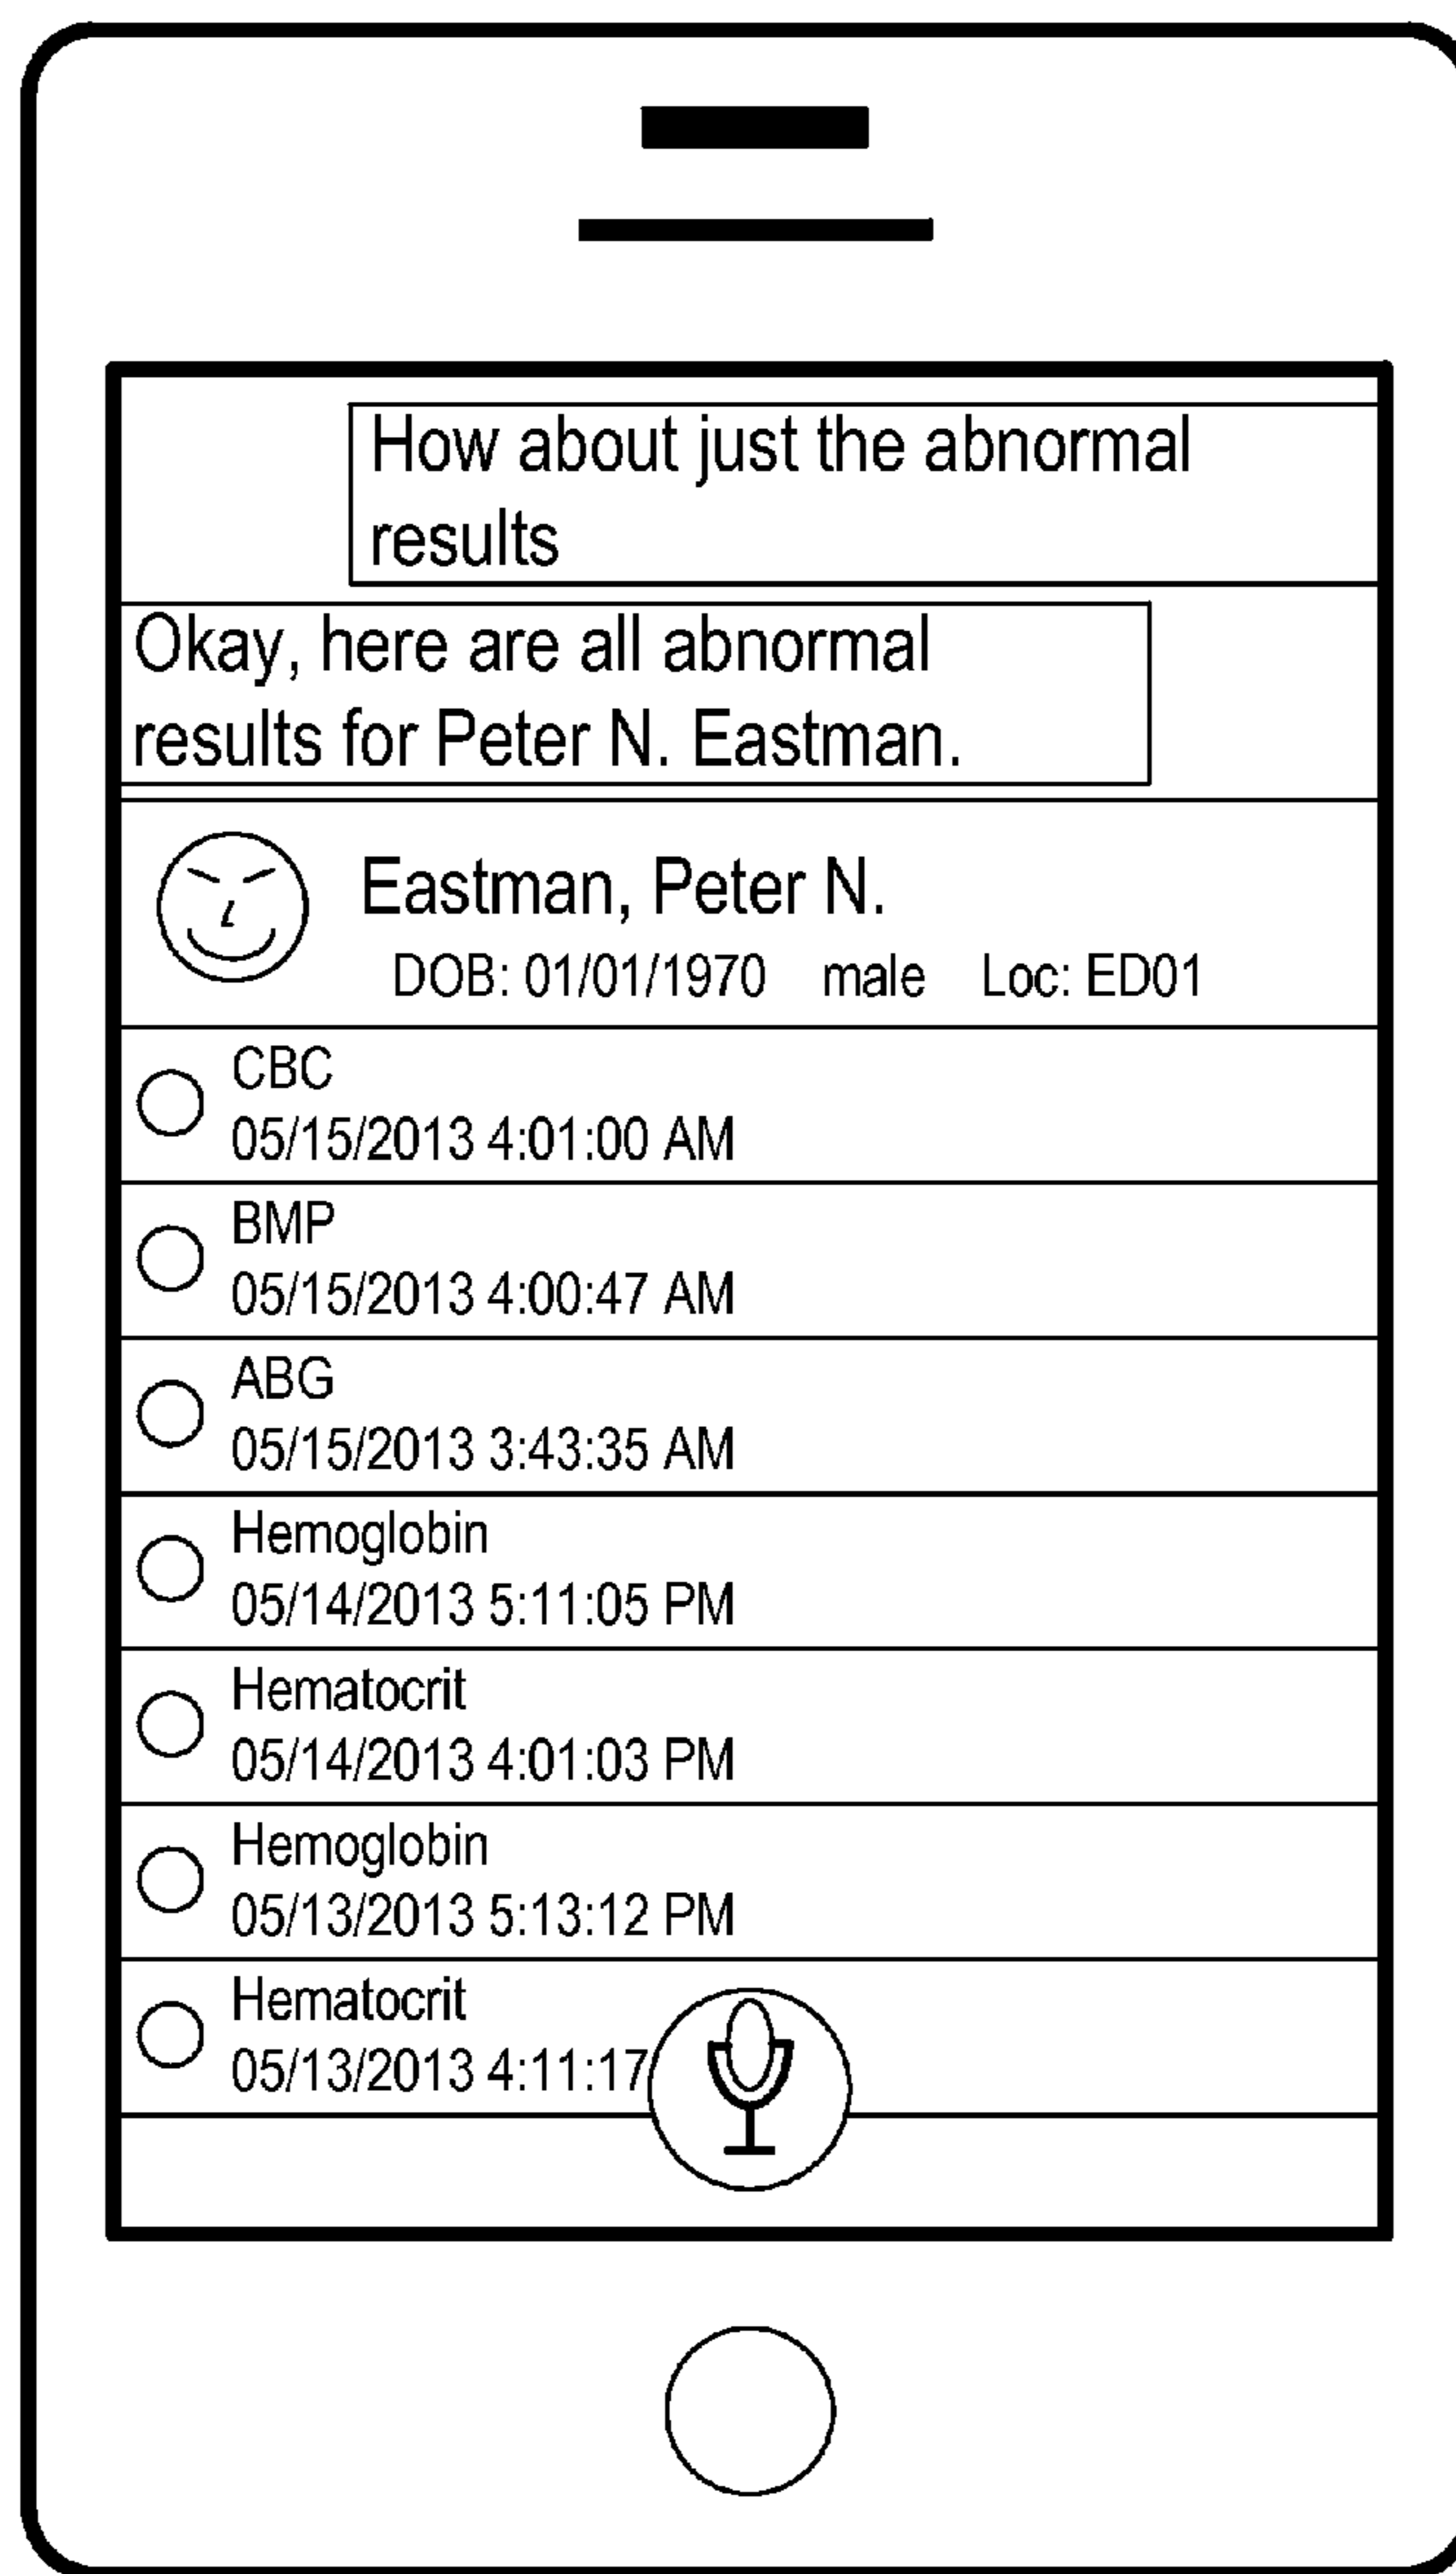 How about just the abnormal
results
Okay, here are all abnormal
results for Peter N. Eastman.
Eastman, Peter N.
DOB: 01/01/1970 male Loc: ED01
CBC
05/15/2013 4:01:00 AM
BMP
05/15/2013 4:00:47 AM
ABG
05/15/2013 3:43:35 AM
Hemoglobin
05/14/2013 5:11:05 PM
Hematocrit
05/14/2013 4:01:03 PM
Hemoglobin
05/13/2013 5:13:12 PM
Hematocrit
05/13/2013 4:11:17